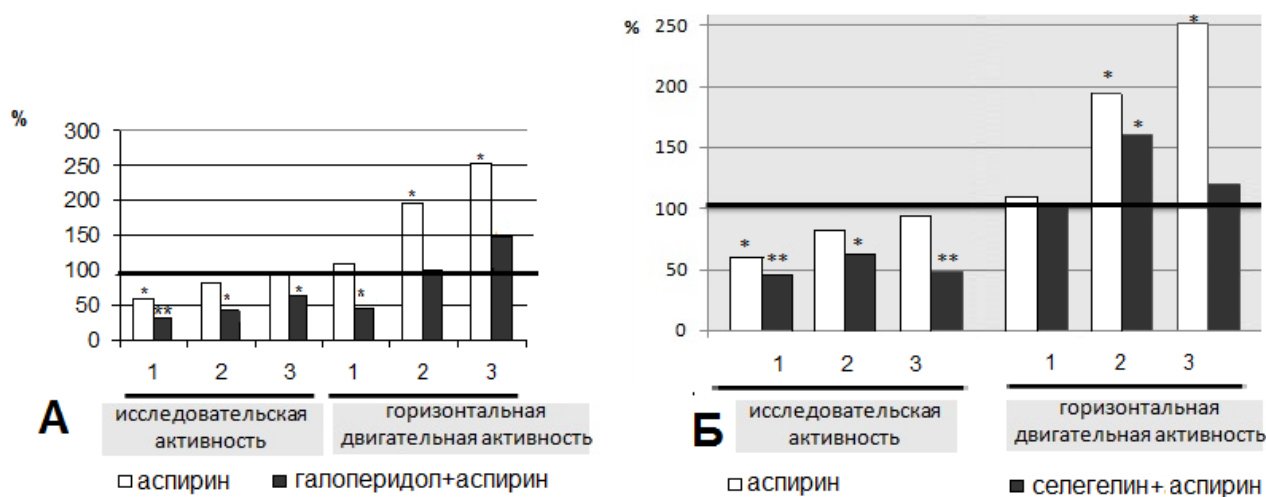 %
300
250
200
150
100
50
0
* ** * * * * *
1 2 3 1 2 3
исследовательская активность
горизонтальная двигательная активность
А
аспирин
галоперидол+аспирин
%
250
200
150
100
50
0
* ** * ** * * *
1 2 3 1 2 3
исследовательская активность
горизонтальная двигательная активность
Б
аспирин
селегелин+ аспирин